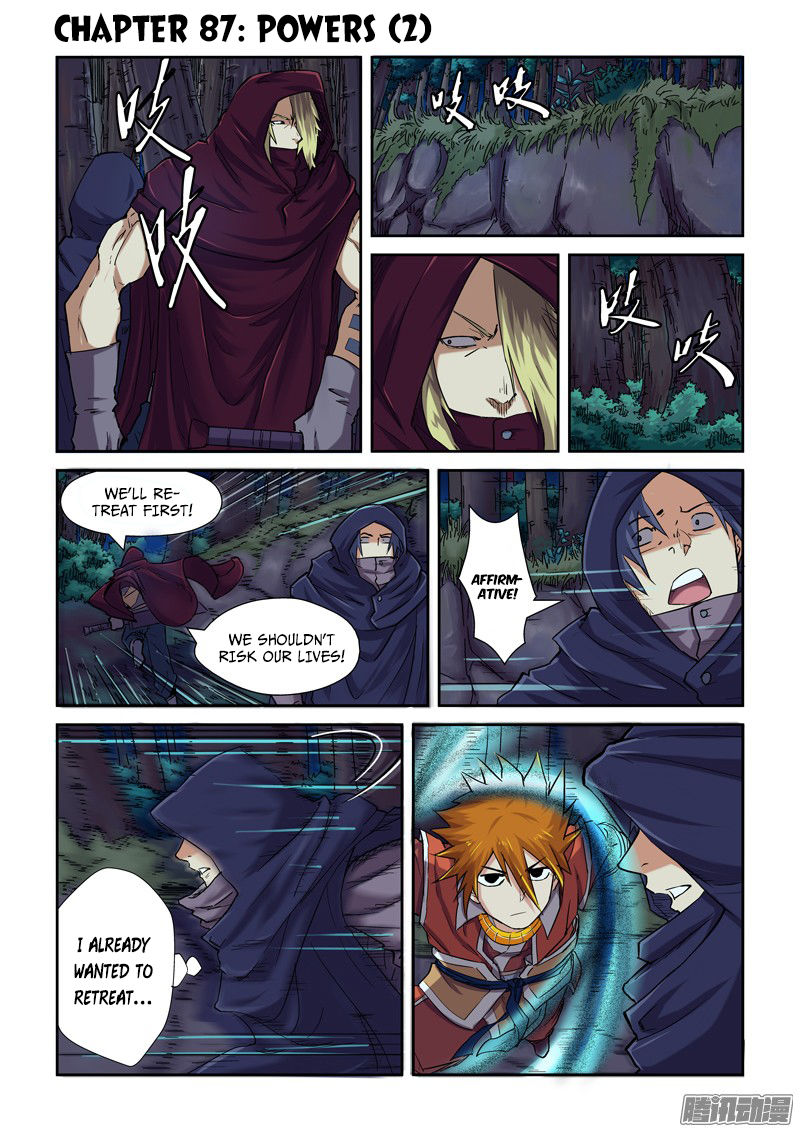 CHAPTER 87: POWERS (2)
吱
吱
吱
吱
吱
吱
WE'LL RE-
TREAT FIRST!
WE SHOULDN'T
RISK OUR LIVES!
AFFIRM-
ATIVE!
I ALREADY
WANTED TO
RETREAT...
腾讯动漫